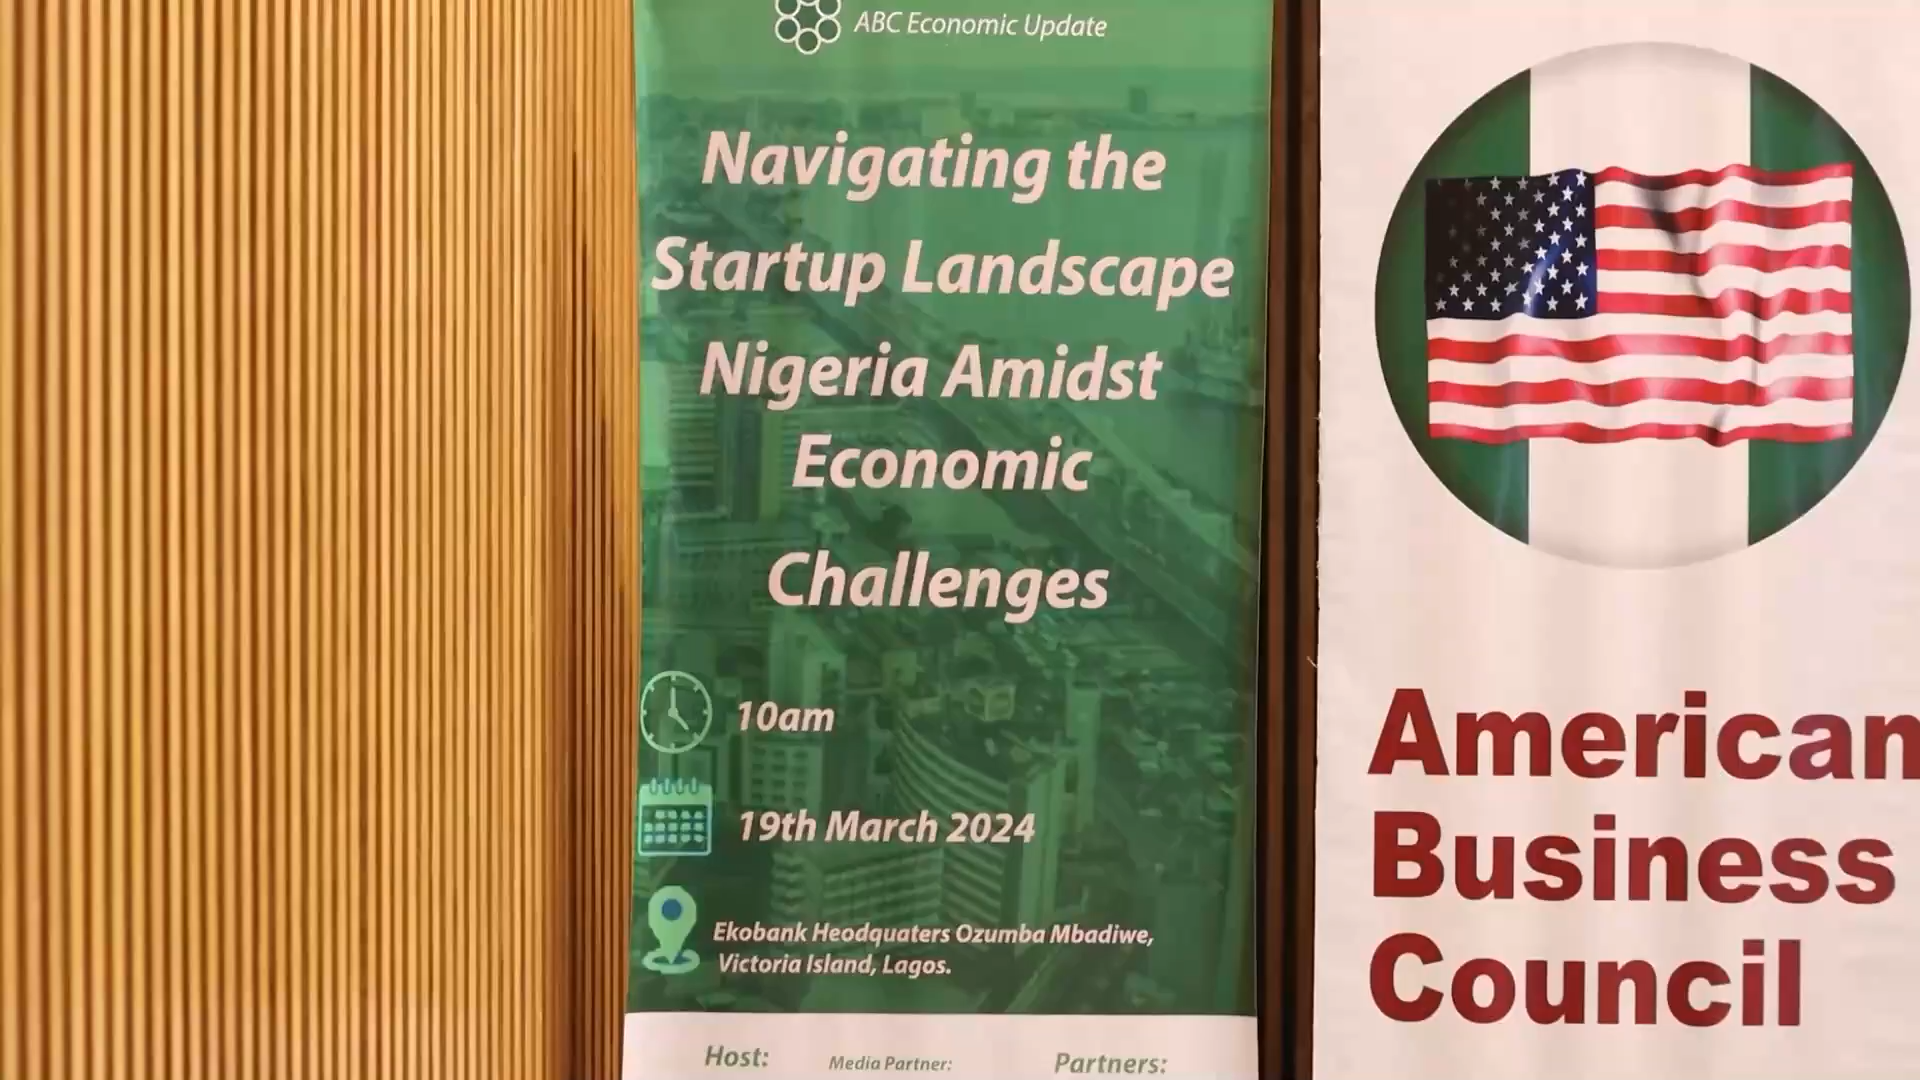 ABC Economic Update
Navigating the
Startup Landscape
Nigeria Amidst
Economic
Challenges
10am
19th March 2024
Ekobank Heodquaters Ozumba Mbadiwe,
Victoria Island, Lagos.
Host:
Media Partner:
Partners:
American
Business
Council